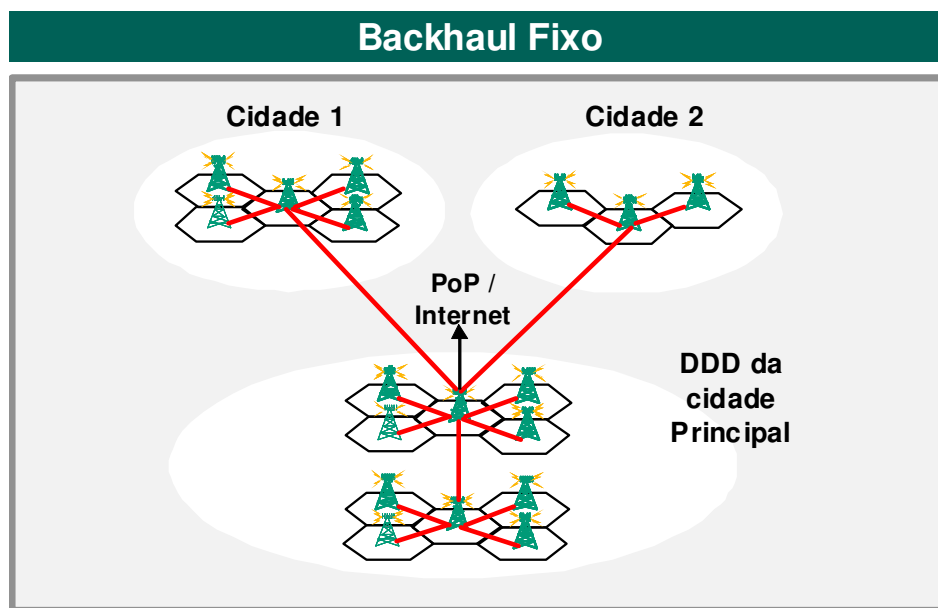 Backhaul Fixo
Cidade 1
Cidade 2
PoP /
Internet
DDD da
cidade
Principal